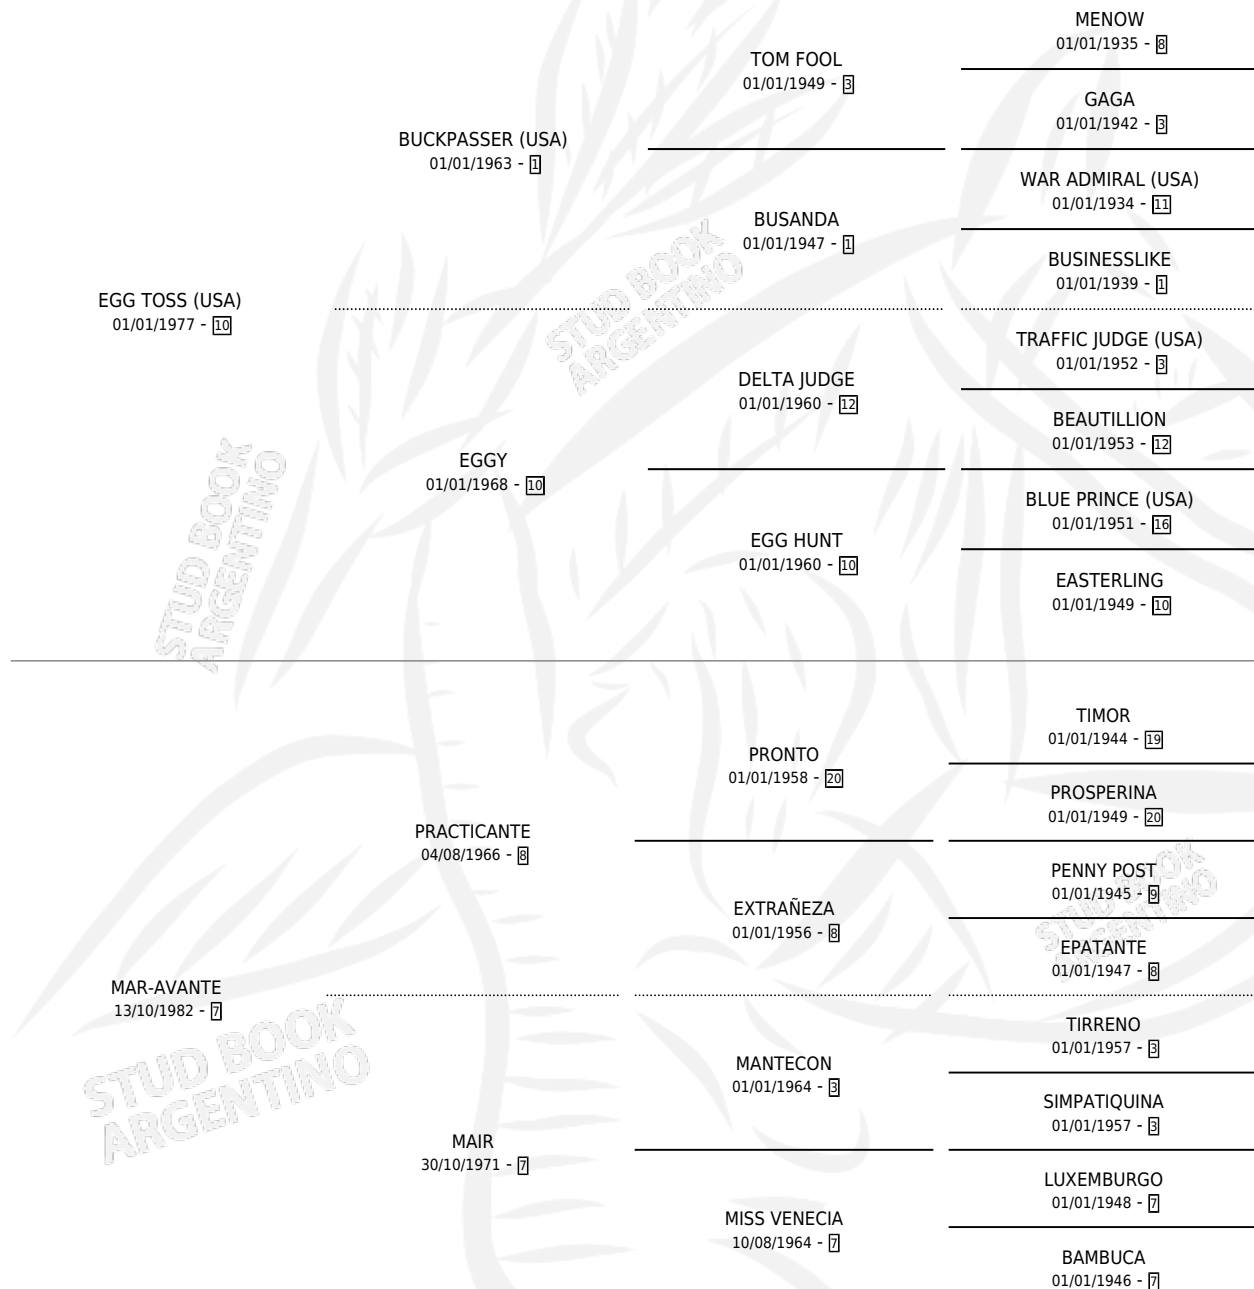 EGG TOSS (USA)
01/01/1977 - 10
BUCKPASSER (USA)
01/01/1963 - 1
EGGY
01/01/1968 - 10
TOM FOOL
01/01/1949 - 3
BUSANDA
01/01/1947 - 1
DELTA JUDGE
01/01/1960 - 12
EGG HUNT
01/01/1960 - 10
MENOW
01/01/1935 - 8
GAGA
01/01/1942 - 3
WAR ADMIRAL (USA)
01/01/1934 - 11
BUSINESSLIKE
01/01/1939 - 1
TRAFFIC JUDGE (USA)
01/01/1952 - 3
BEAUTILLION
01/01/1953 - 12
BLUE PRINCE (USA)
01/01/1951 - 16
EASTERLING
01/01/1949 - 10
MAR-AVANTE
13/10/1982 - 7
PRACTICANTE
04/08/1966 - 8
MAIR
30/10/1971 - 7
PRONTO
01/01/1958 - 20
EXTRAÑEZA
01/01/1956 - 8
MANTECON
01/01/1964 - 3
MISS VENECIA
10/08/1964 - 7
TIMOR
01/01/1944 - 19
PROSPERINA
01/01/1949 - 20
PENNY POST
01/01/1945 - 9
EPATANTE
01/01/1947 - 8
TIRRENO
01/01/1957 - 3
SIMPATIQUINA
01/01/1957 - 3
LUXEMBURGO
01/01/1948 - 7
BAMBUCA
01/01/1946 - 7
STUD BOOK
ARGENTINO
STUD BOOK
ARGENTINO
STUD BOOK
ARGENTINO
STUD BOOK
ARGENTINO